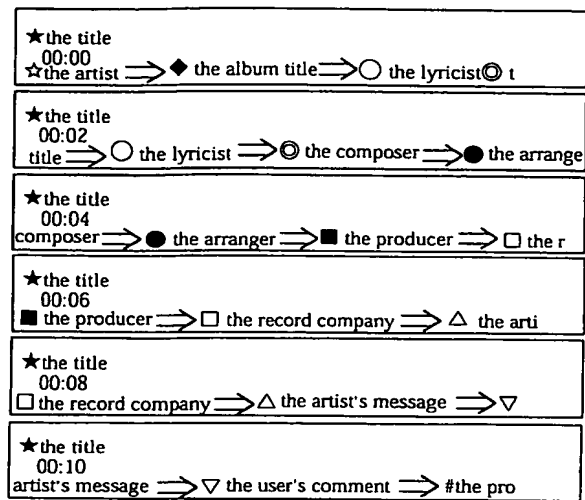 ★the title
00:00
☆the artist ⇒ ◆ the album title ⇒ ○ the lyricist ◎ t
★the title
00:02
title ⇒ ○ the lyricist ⇒ ◎ the composer ⇒ ● the arrange
★the title
00:04
composer ⇒ ● the arranger ⇒ ■ the producer ⇒ □ the r
★the title
00:06
■ the producer ⇒ □ the record company ⇒ △ the arti
★the title
00:08
□ the record company ⇒ △ the artist's message ⇒ ▽
★the title
00:10
artist's message ⇒ ▽ the user's comment ⇒ #the pro